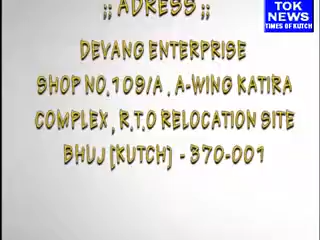 ;; ADRESS ;;
TOK
NEWS
TIMES OF KUTCH
DEVANG ENTERPRISE
SHOP NO.109/A , A-WING KATIRA
COMPLEX , R.T.O RELOCATION SITE
BHUJ (KUTCH) - 370-001